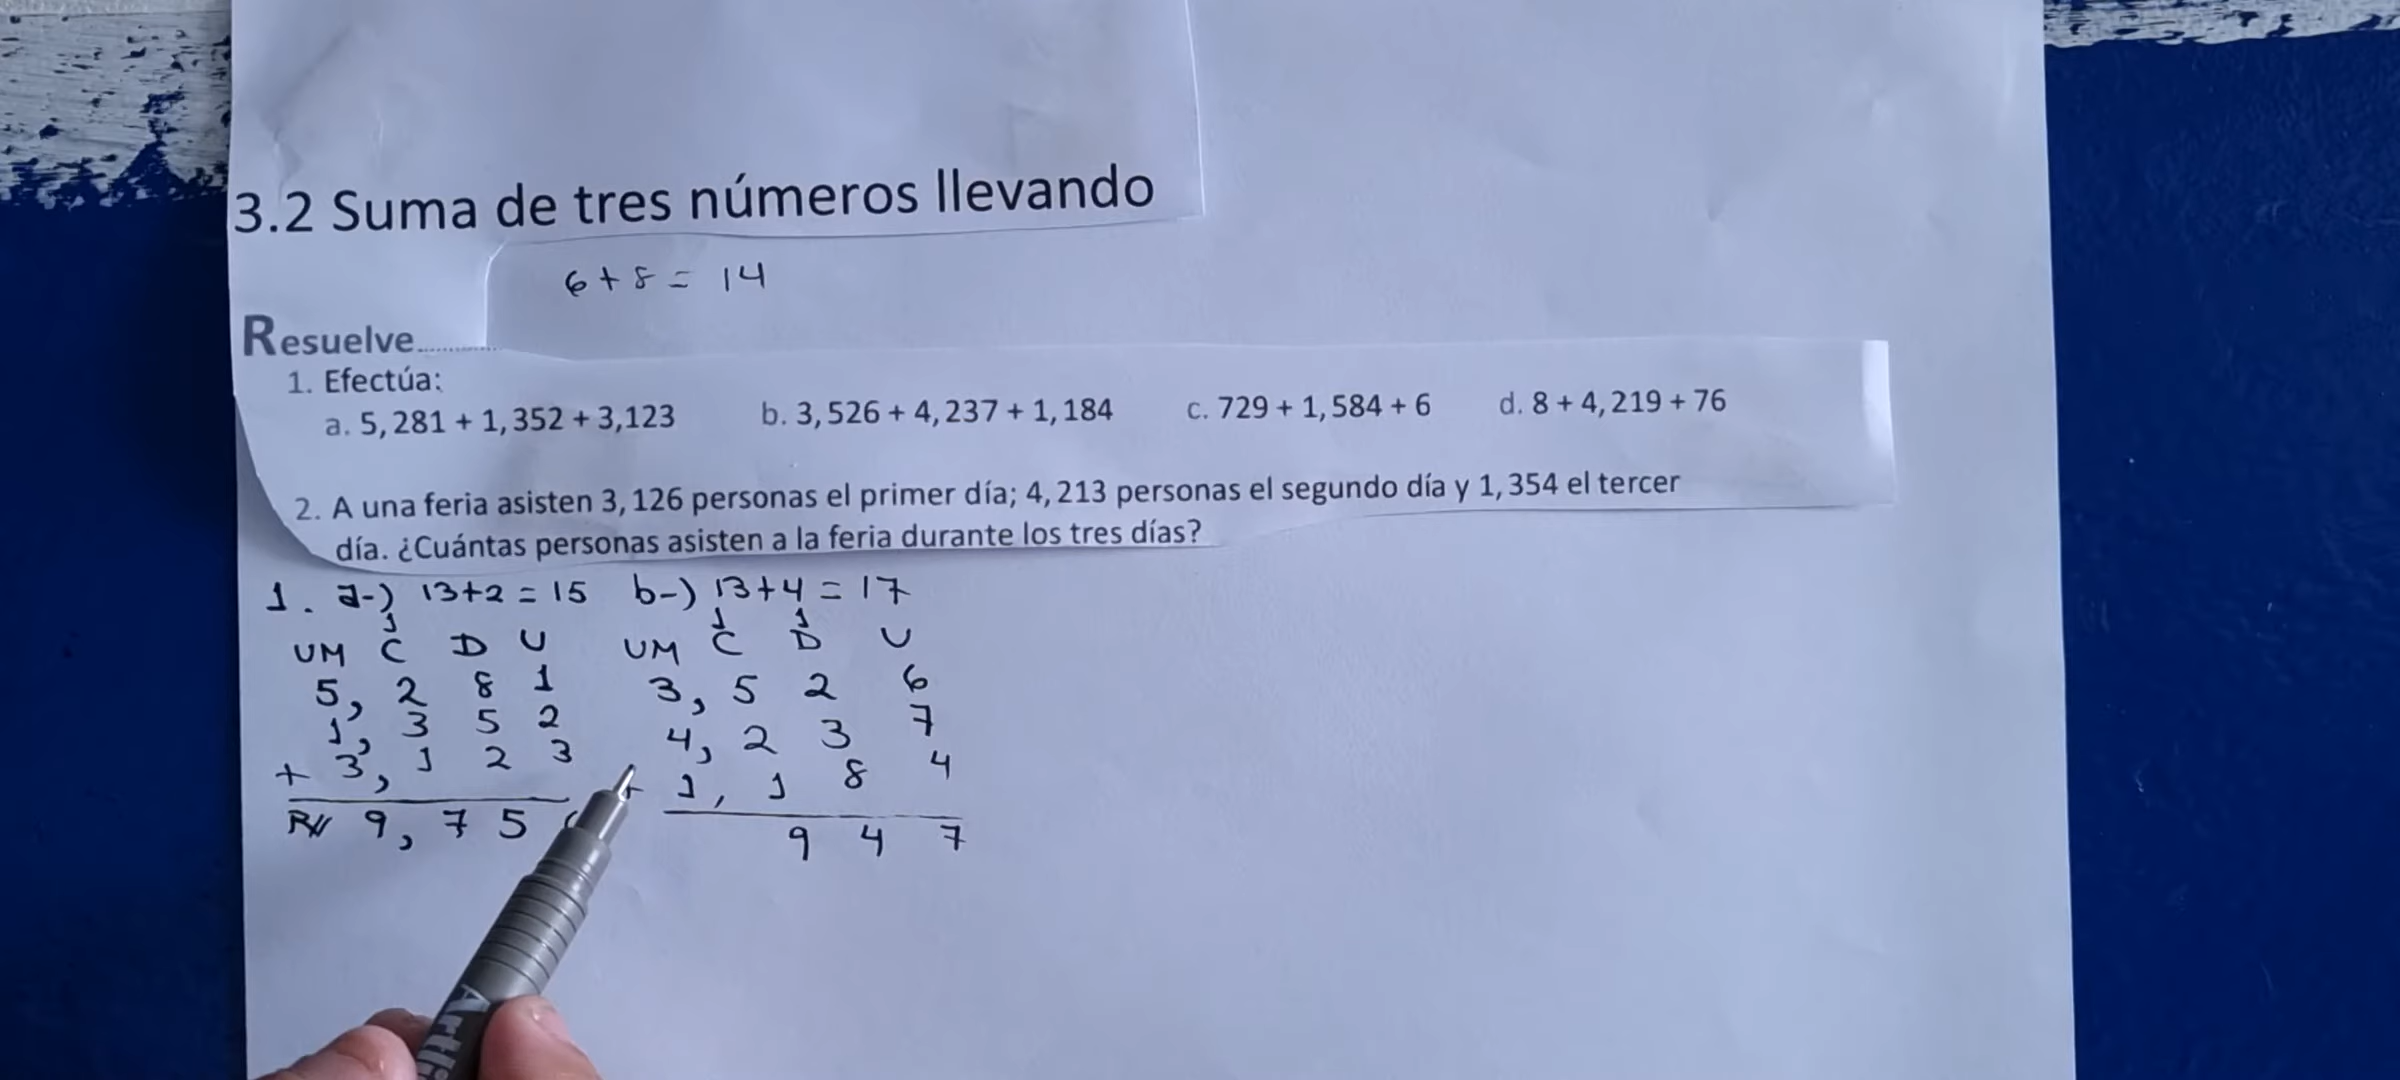 3.2 Suma de tres números llevando
6 + 8 = 14
Resuelve
1. Efectúa:
a. 5,281 + 1,352 + 3,123 b. 3,526 + 4,237 + 1,184 c. 729 + 1,584 + 6 d. 8 + 4,219 + 76
2. A una feria asisten 3,126 personas el primer día; 4,213 personas el segundo día y 1,354 el tercer
día. ¿Cuántas personas asisten a la feria durante los tres días?
1. a-) 13+2 = 15 b-) 13+4 = 17
1 1 1
UM C D U UM C D U
5, 2 8 1 3, 5 2 6
1, 3 5 2 4, 2 3 7
+ 3, 1 2 3 + 1, 1 8 4
R// 9, 7 5 9 4 7